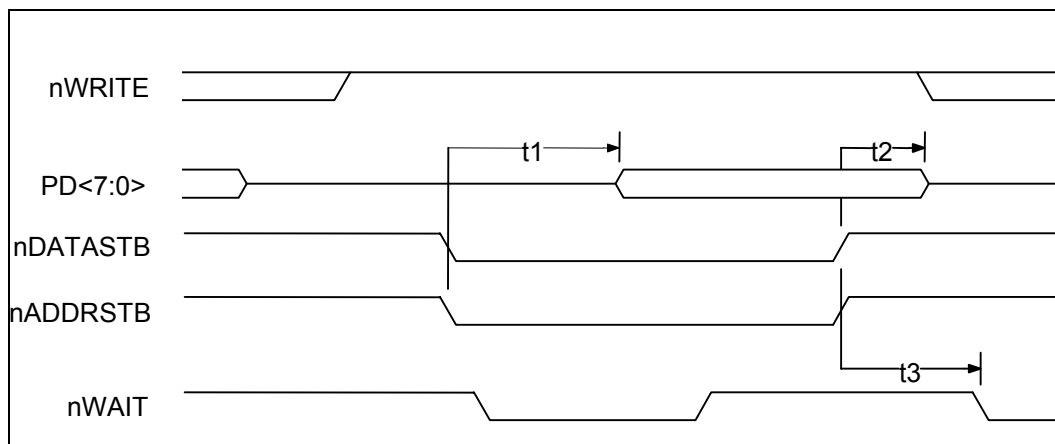 nWRITE
t1
t2
PD<7:0>
nDATASTB
nADDRSTB
t3
nWAIT